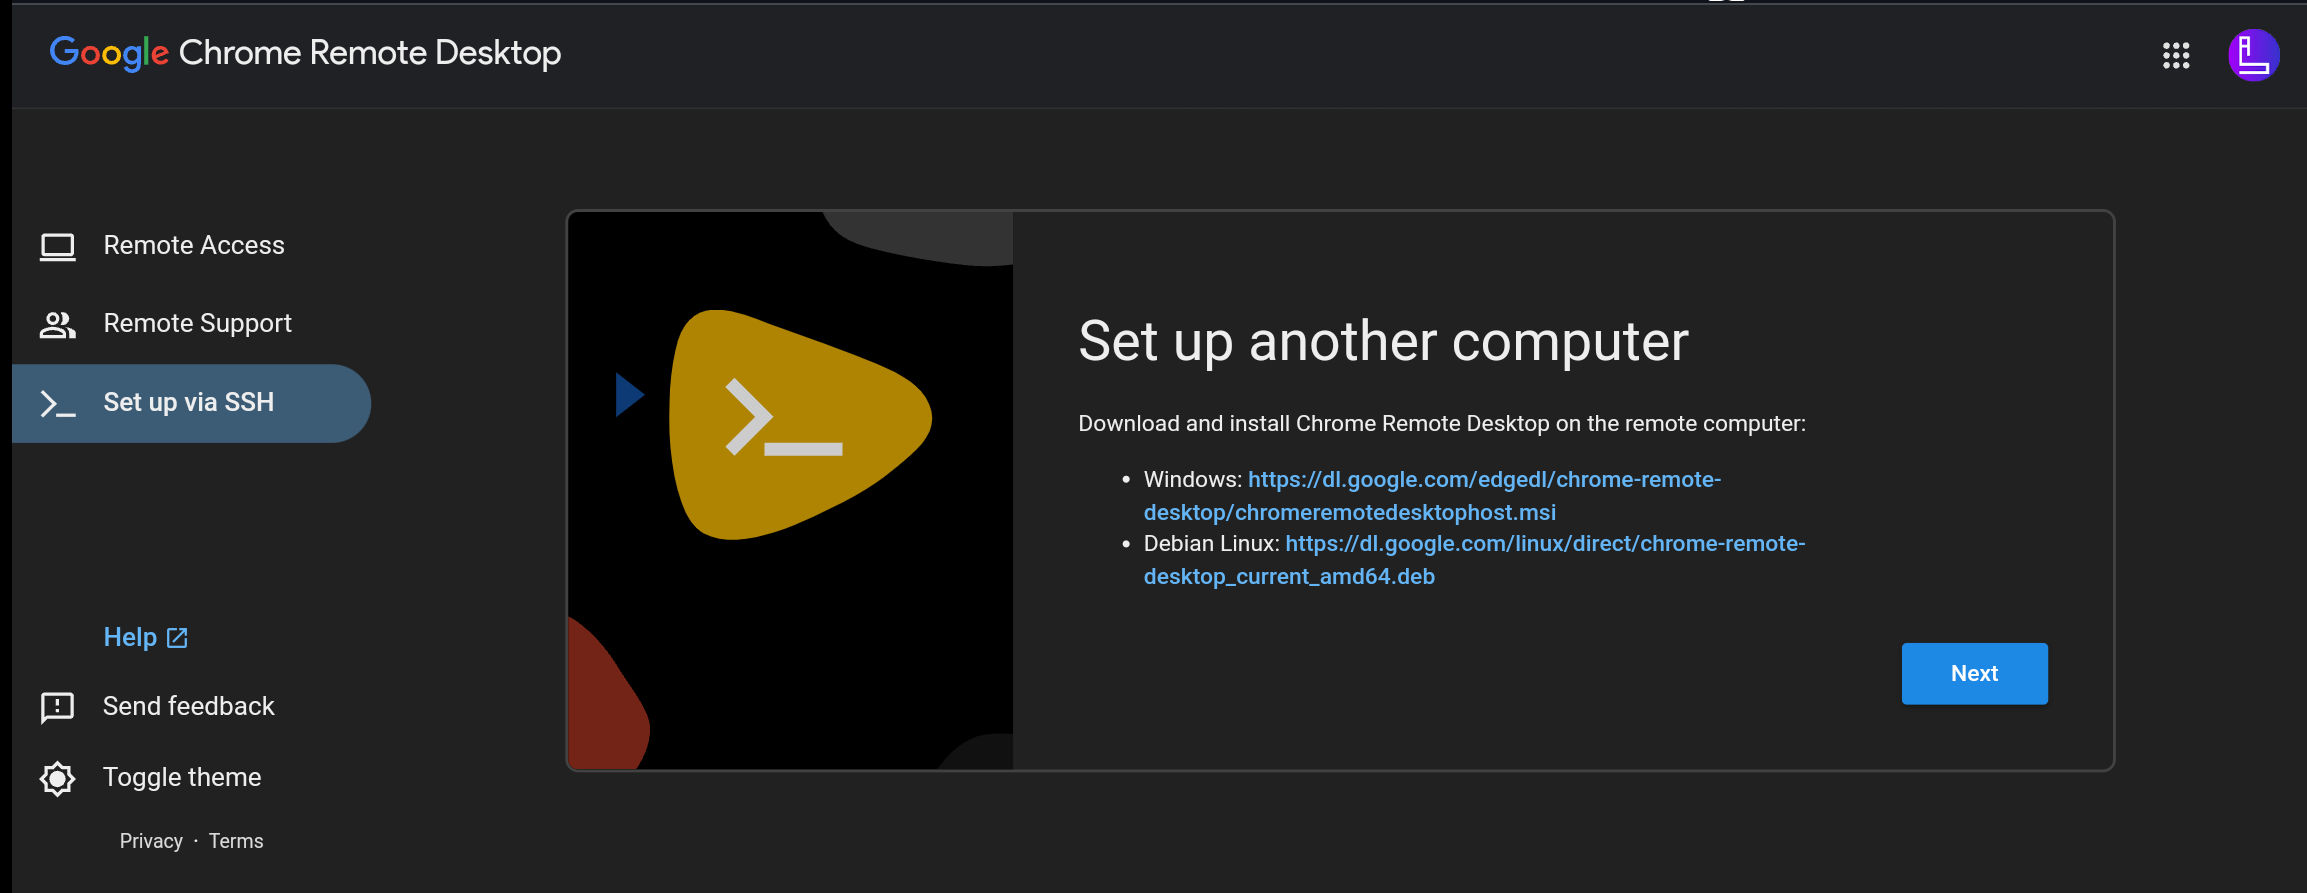 Google Chrome Remote Desktop
Remote Access
Remote Support
Set up via SSH
Help
Send feedback
Toggle theme
Privacy · Terms
Set up another computer
Download and install Chrome Remote Desktop on the remote computer:
• Windows: https://dl.google.com/edgedl/chrome-remote-
desktop/chromeremotedesktophost.msi
• Debian Linux: https://dl.google.com/linux/direct/chrome-remote-
desktop_current_amd64.deb
Next